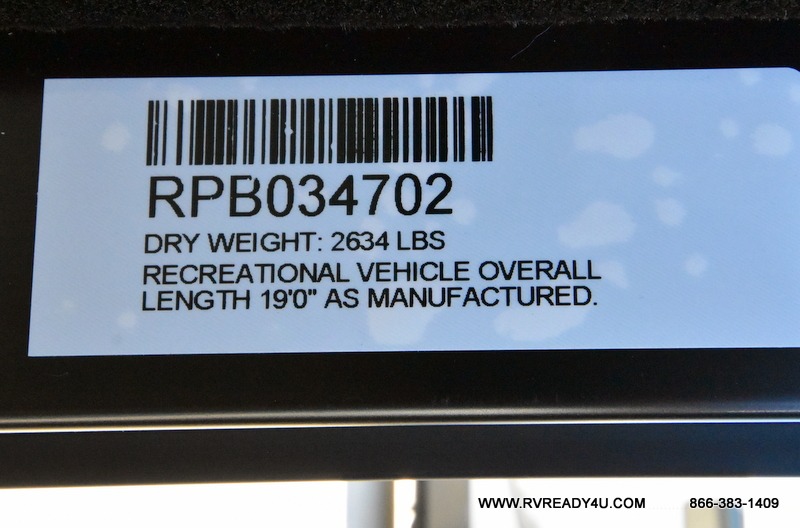 RPB034702
DRY WEIGHT: 2634 LBS
RECREATIONAL VEHICLE OVERALL
LENGTH 19'0" AS MANUFACTURED.
WWW.RVREADY4U.COM 866-383-1409